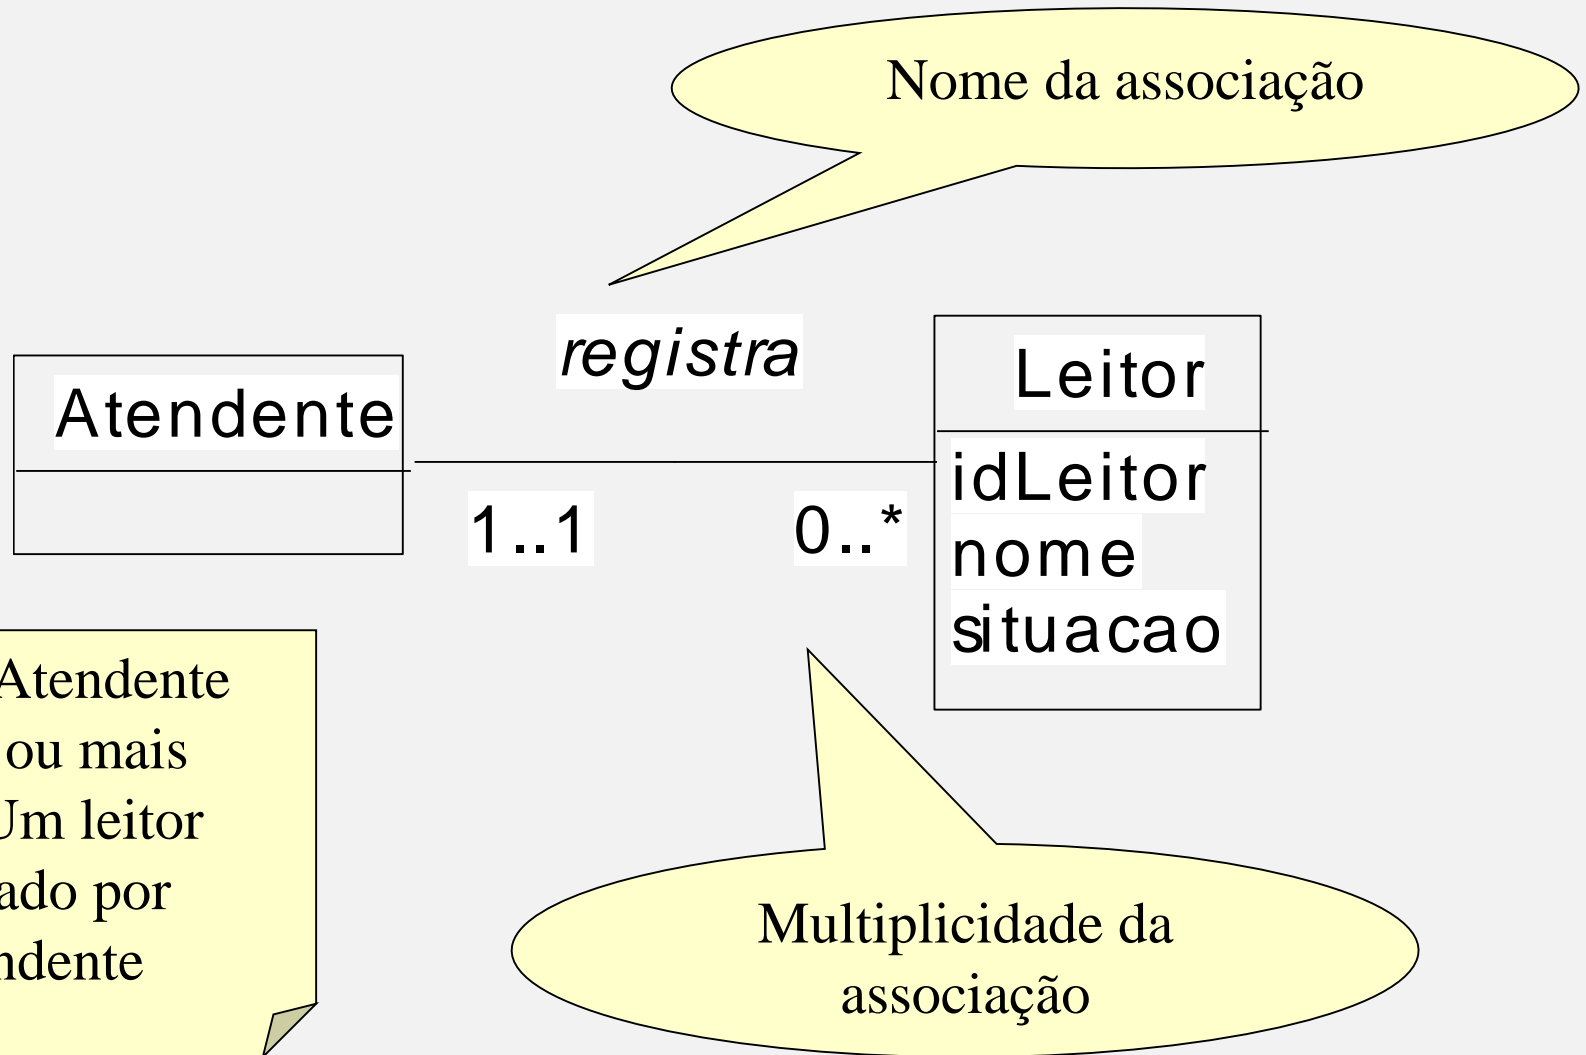 Nome da associação
registra
Atendente
1..1
0..*
Leitor
idLeitor
nome
situacao
Atendente
ou mais
Um leitor
ado por
ndente
Multiplicidade da
associação